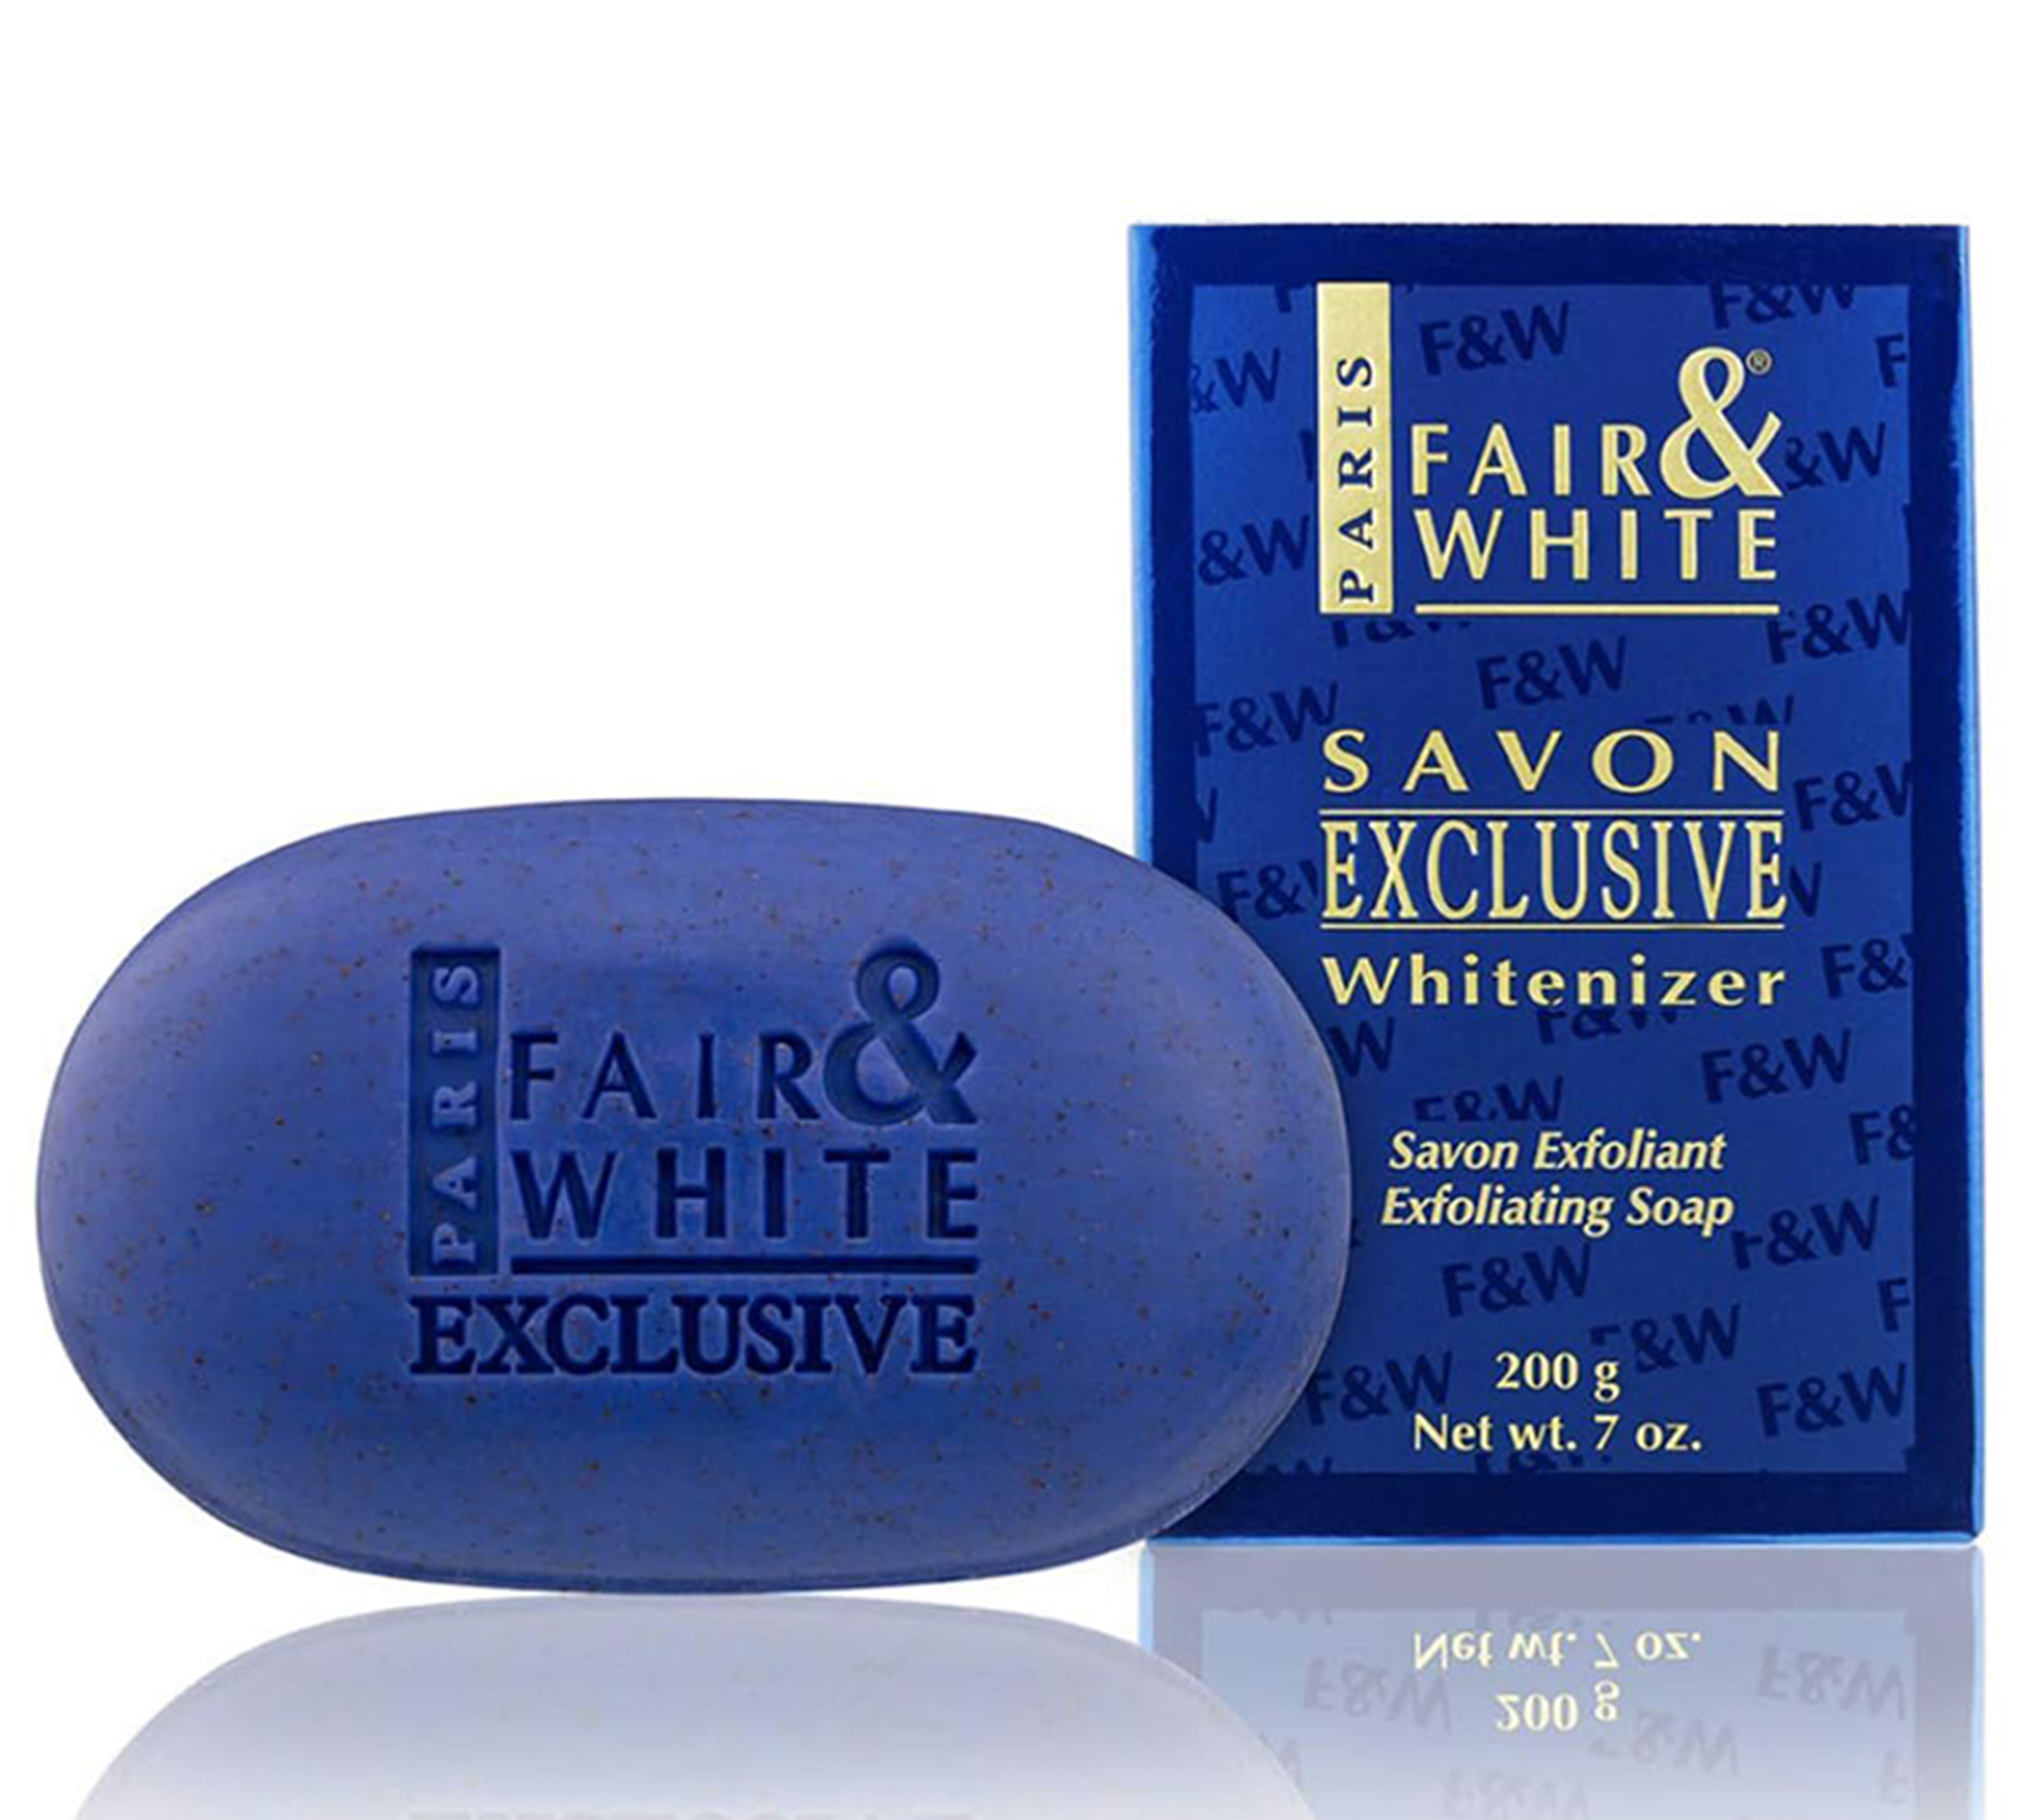 PARIS
FAIR &®
WHITE
SAVON
EXCLUSIVE
Whitenizer
Savon Exfoliant
Exfoliating Soap
200 g
Net wt. 7 oz.
PARIS
FAIR &
WHITE
EXCLUSIVE
F&W
F&W
F&W
F&W
F&W
F&W
F&W
F&W
F&W
F&W
F&W
F&W